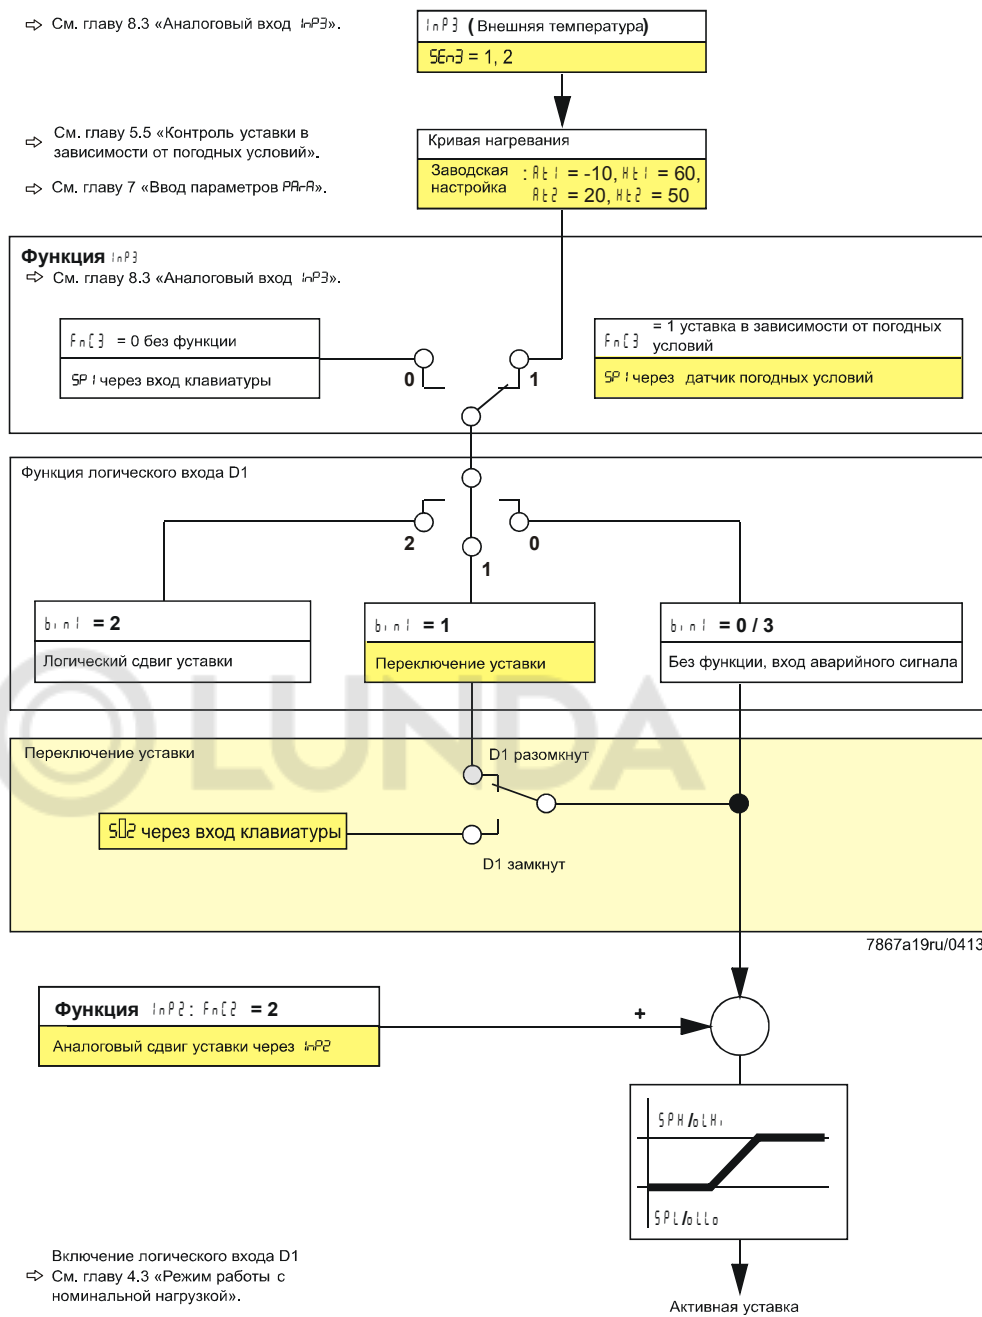 ⇨ См. главу 8.3 «Аналоговый вход InP3».
InP3 (Внешняя температура)
SEn3 = 1, 2
⇨ См. главу 5.5 «Контроль уставки в
зависимости от погодных условий».
⇨ См. главу 7 «Ввод параметров PArA».
Кривая нагревания
Заводская настройка : At1 = -10, Ht1 = 60,
At2 = 20, Ht2 = 50
Функция InP3
⇨ См. главу 8.3 «Аналоговый вход InP3».
FnC3 = 0 без функции
SP1 через вход клавиатуры
0
1
FnC3 = 1 уставка в зависимости от погодных
условий
SP1 через датчик погодных условий
Функция логического входа D1
2
0
1
bin1 = 2
Логический сдвиг уставки
bin1 = 1
Переключение уставки
bin1 = 0 / 3
Без функции, вход аварийного сигнала
LUNDA
Переключение уставки
D1 разомкнут
через вход клавиатуры
D1 замкнут
7867a19ru/0413
Функция InP2: FnC2 = 2
Аналоговый сдвиг уставки через InP2
+
SPH/oLHi
SPL/oLLo
Включение логического входа D1
⇨ См. главу 4.3 «Режим работы с
номинальной нагрузкой».
Активная уставка